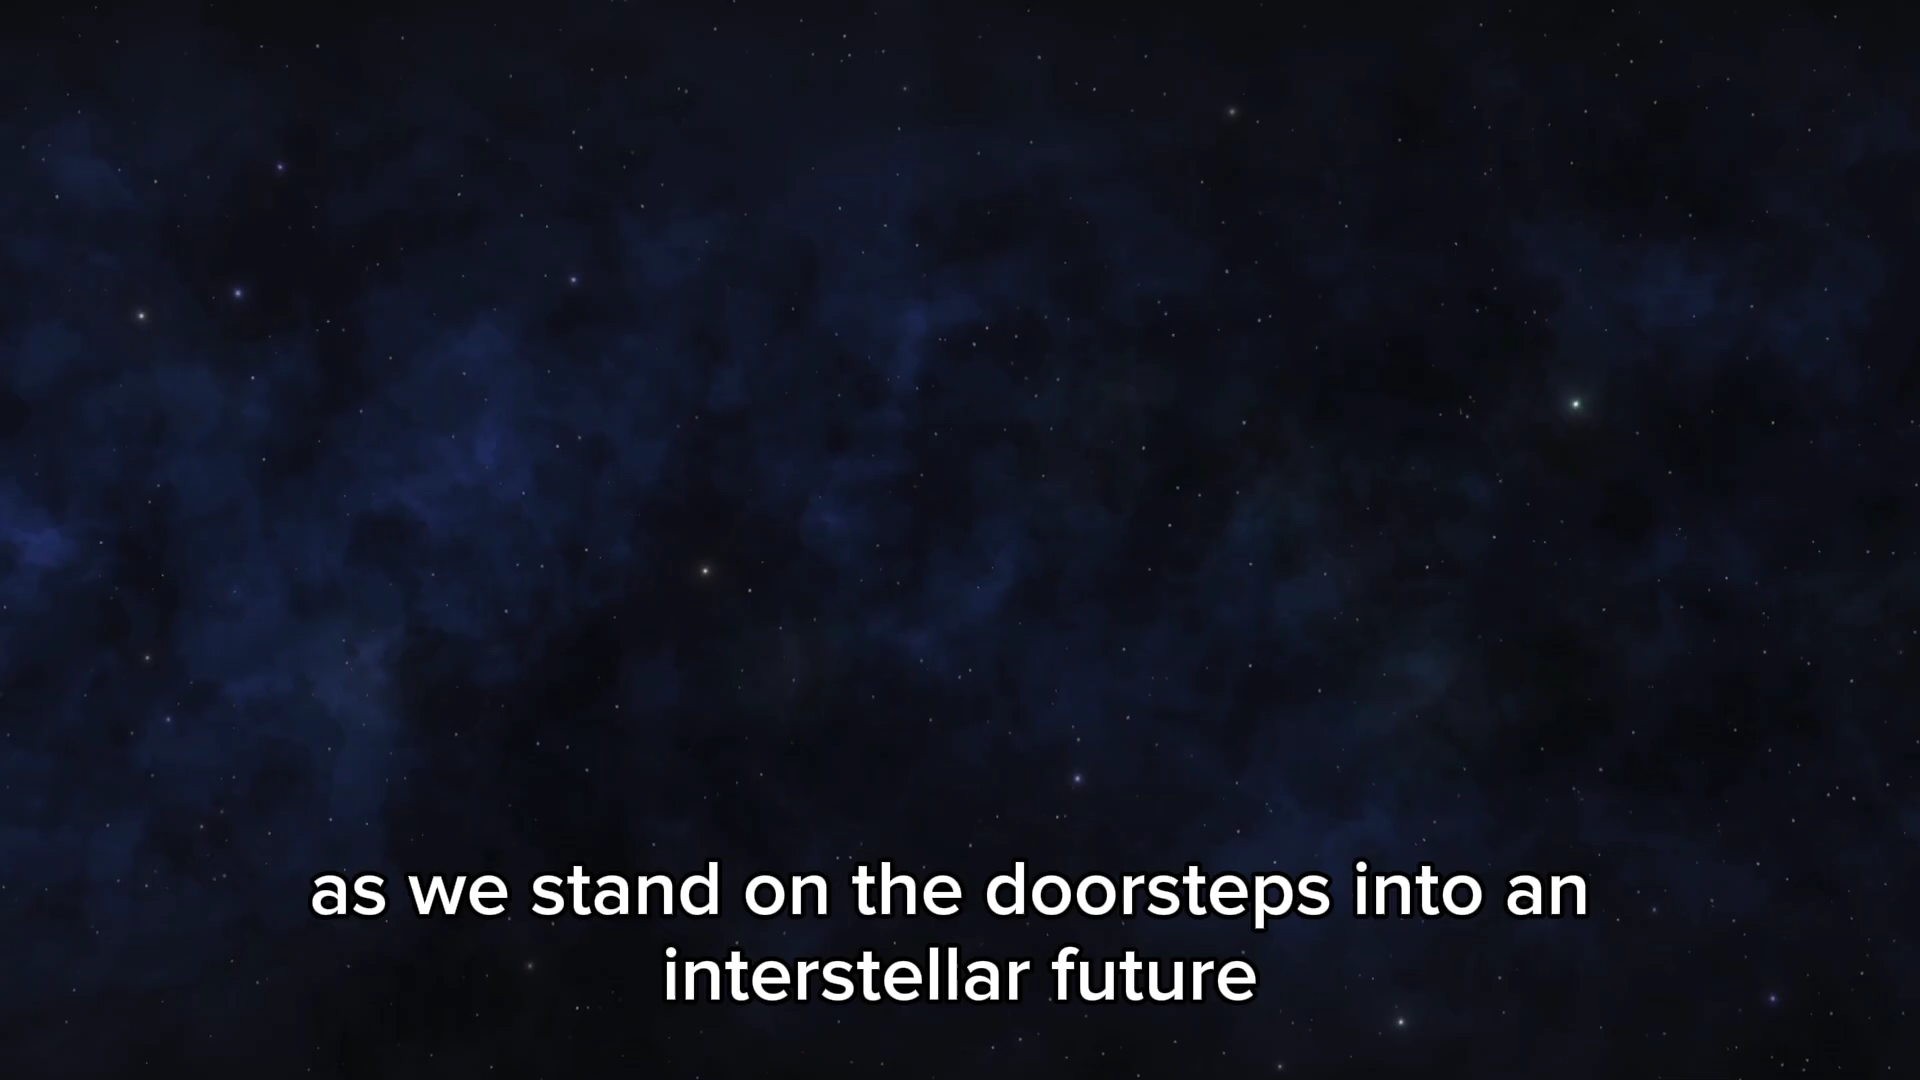 as we stand on the doorsteps into an
interstellar future